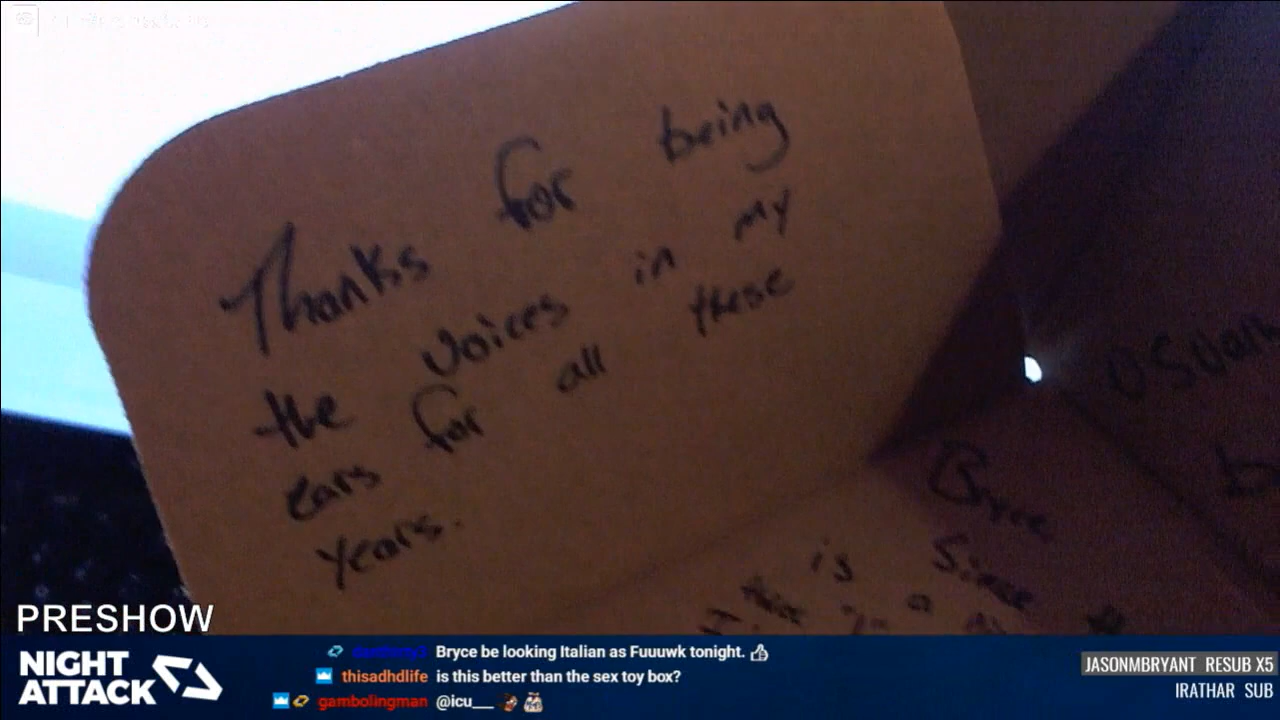 Thanks for being
the voices in my
ears for all these
years.
Bryce
is Since
I a
PRESHOW
NIGHT
ATTACK
Bryce be looking Italian as Fuuuwk tonight.
thisadhdlife is this better than the sex toy box?
gambolingman @icu___
JASONMBRYANT RESUB X5
IRATHAR SUB